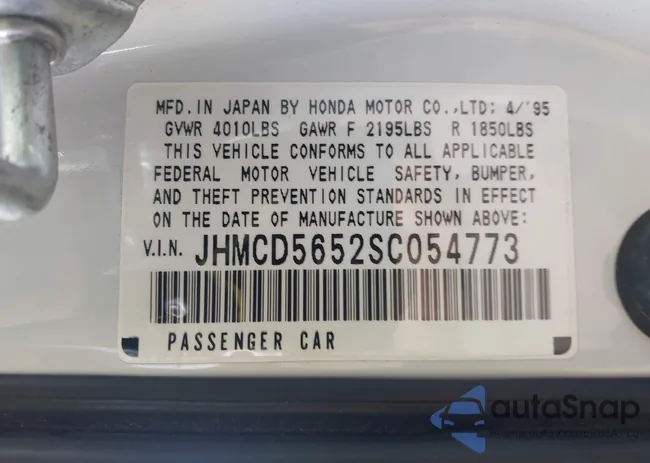 MFD. IN JAPAN BY HONDA MOTOR CO.,LTD: 4/'95
GVWR 4010LBS GAWR F 2195LBS R 1850LBS
THIS VEHICLE CONFORMS TO ALL APPLICABLE
FEDERAL MOTOR VEHICLE SAFETY, BUMPER,
AND THEFT PREVENTION STANDARDS IN EFFECT
ON THE DATE OF MANUFACTURE SHOWN ABOVE:
V.I.N. JHMCD5652SC054773
PASSENGER CAR
autaSnap